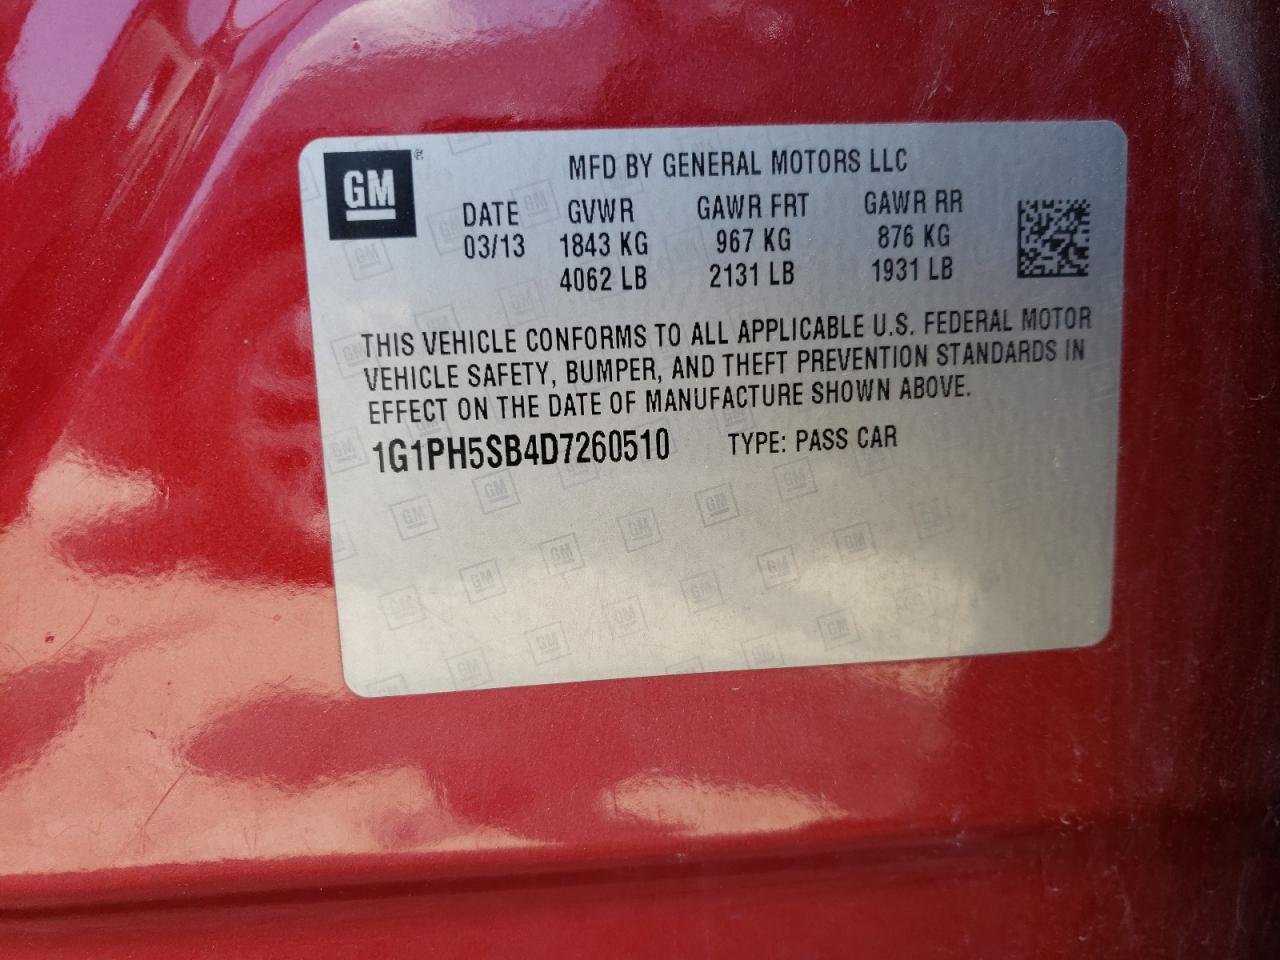 GM®
MFD BY GENERAL MOTORS LLC
DATE GVWR GAWR FRT GAWR RR
03/13 1843 KG 967 KG 876 KG
4062 LB 2131 LB 1931 LB
THIS VEHICLE CONFORMS TO ALL APPLICABLE U.S. FEDERAL MOTOR
VEHICLE SAFETY, BUMPER, AND THEFT PREVENTION STANDARDS IN
EFFECT ON THE DATE OF MANUFACTURE SHOWN ABOVE.
1G1PH5SB4D7260510 TYPE: PASS CAR